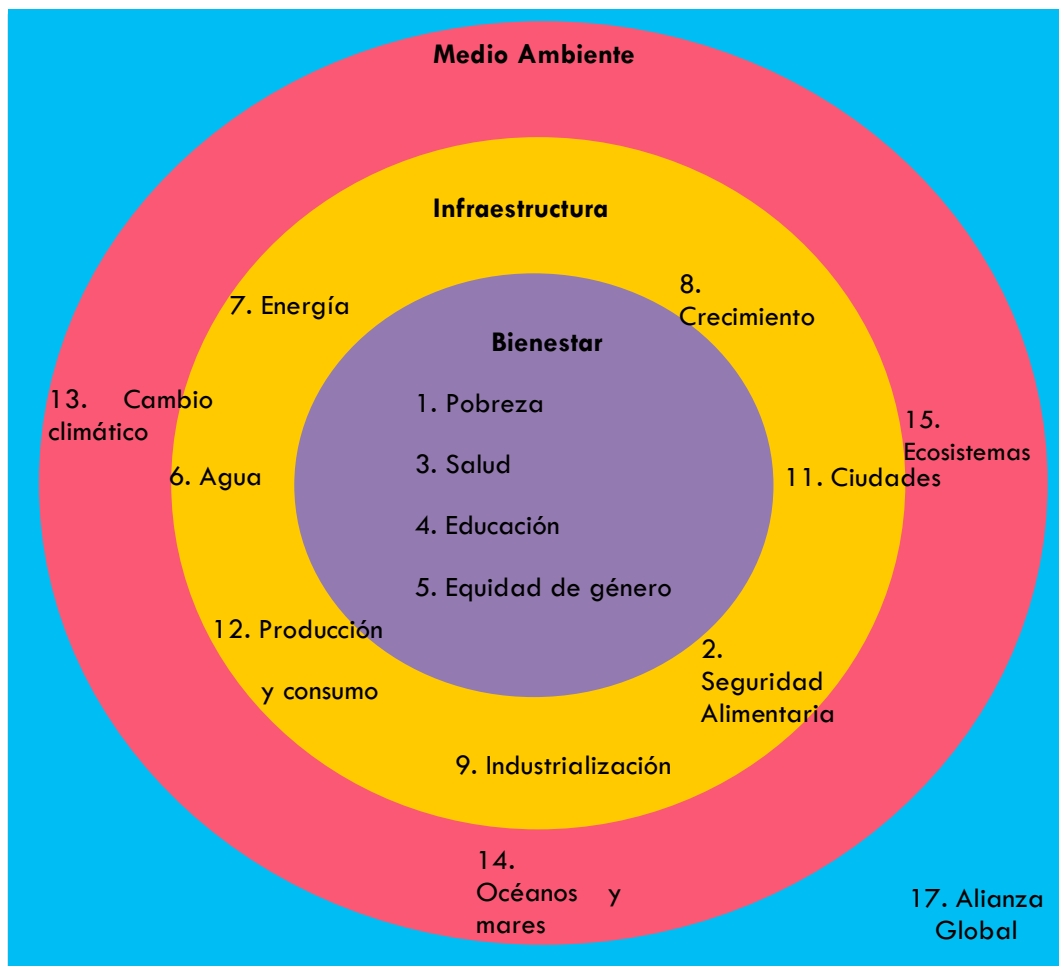 Medio Ambiente
Infraestructura
7. Energía
8.
Crecimiento
Bienestar
1. Pobreza
3. Salud
4. Educación
5. Equidad de género
13. Cambio
climático
6. Agua
15.
Ecosistemas
11. Ciudades
12. Producción
y consumo
2.
Seguridad
Alimentaria
9. Industrialización
14.
Océanos y
mares
17. Alianza
Global